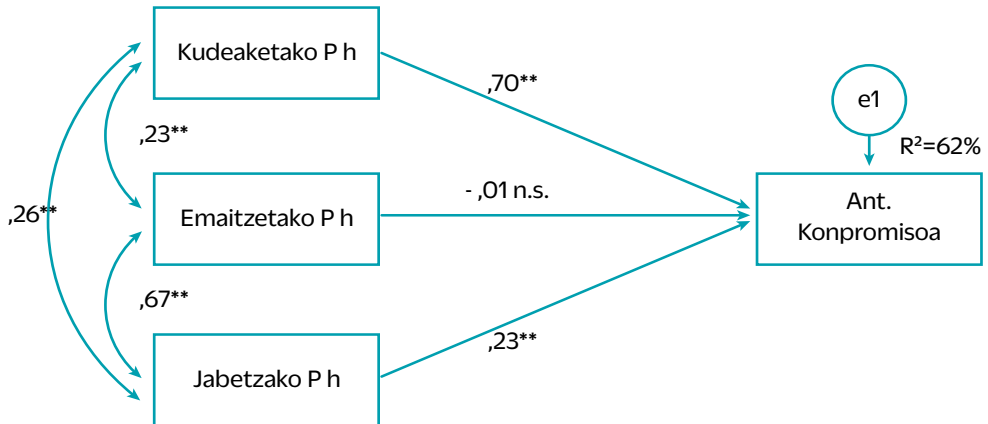 Kudeaketako P h
,70**
e1
R²=62%
,23**
- ,01 n.s.
Ant.
Konpromisoa
,26**
Emaitzetako P h
,67**
,23**
Jabetzako P h